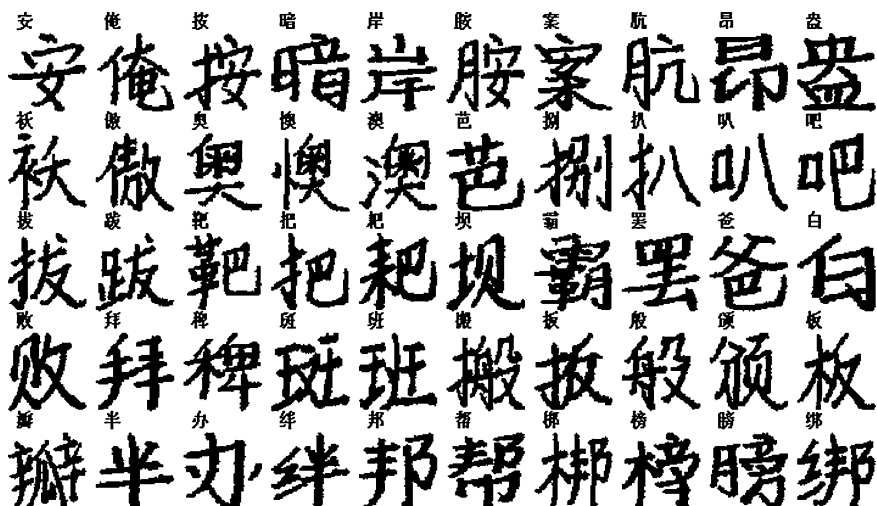 安 俺 按 暗 岸 胺 案 肮 昂 盎
安 俺 按 暗 岸 胺 案 肮 昂 盎
袄 傲 奥 懊 澳 芭 捌 扒 叭 吧
袄 傲 奥 懊 澳 芭 捌 扒 叭 吧
拔 跋 靶 把 耙 坝 霸 罢 爸 白
拔 跋 靶 把 耙 坝 霸 罢 爸 白
败 拜 稗 斑 班 搬 扳 般 颁 板
败 拜 稗 斑 班 搬 扳 般 颁 板
瓣 半 办 绊 邦 帮 梆 榜 膀 绑
瓣 半 办 绊 邦 帮 梆 榜 膀 绑